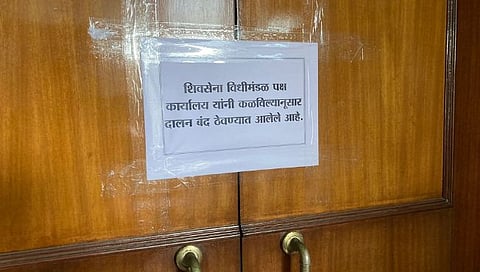 शिवसेना विधीमंडळ पक्ष
कार्यालय यांनी कळविल्यानूसार
दालन बंद ठेवण्यात आलेले आहे.